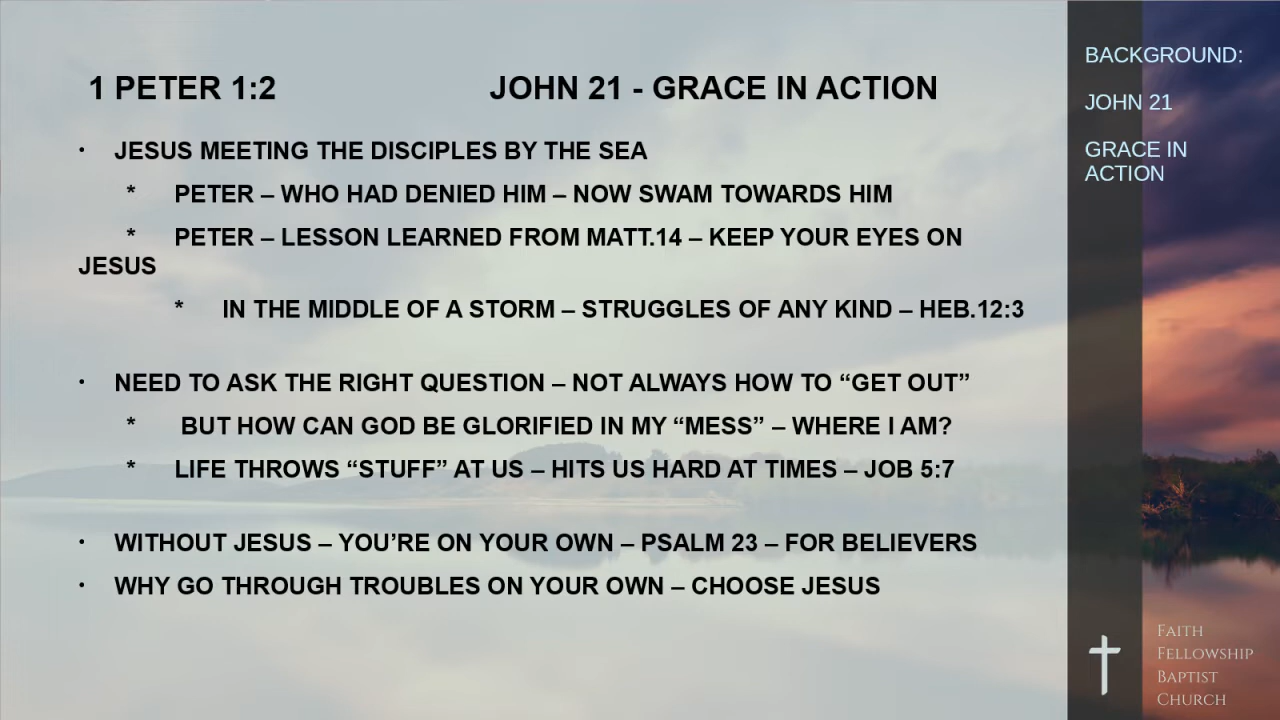 1 PETER 1:2 JOHN 21 - GRACE IN ACTION
• JESUS MEETING THE DISCIPLES BY THE SEA
* PETER – WHO HAD DENIED HIM – NOW SWAM TOWARDS HIM
* PETER – LESSON LEARNED FROM MATT.14 – KEEP YOUR EYES ON
JESUS
* IN THE MIDDLE OF A STORM – STRUGGLES OF ANY KIND – HEB.12:3
• NEED TO ASK THE RIGHT QUESTION – NOT ALWAYS HOW TO “GET OUT”
* BUT HOW CAN GOD BE GLORIFIED IN MY “MESS” – WHERE I AM?
* LIFE THROWS “STUFF” AT US – HITS US HARD AT TIMES – JOB 5:7
• WITHOUT JESUS – YOU’RE ON YOUR OWN – PSALM 23 – FOR BELIEVERS
• WHY GO THROUGH TROUBLES ON YOUR OWN – CHOOSE JESUS
BACKGROUND:
JOHN 21
GRACE IN
ACTION
FAITH
FELLOWSHIP
BAPTIST
CHURCH